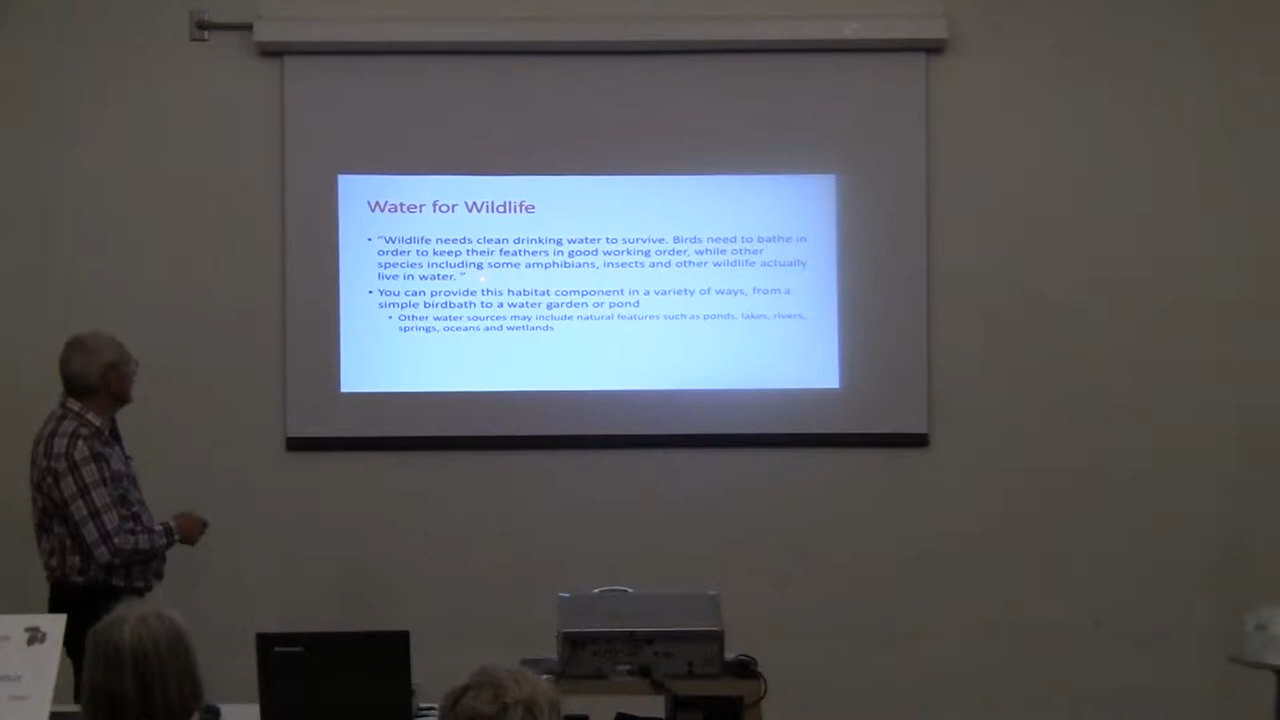 Water for Wildlife
• "Wildlife needs clean drinking water to survive. Birds need to bathe in
order to keep their feathers in good working order, while other
species including some amphibians, insects and other wildlife actually
live in water. "
• You can provide this habitat component in a variety of ways, from a
simple birdbath to a water garden or pond
• Other water sources may include natural features such as ponds, lakes, rivers,
springs, oceans and wetlands